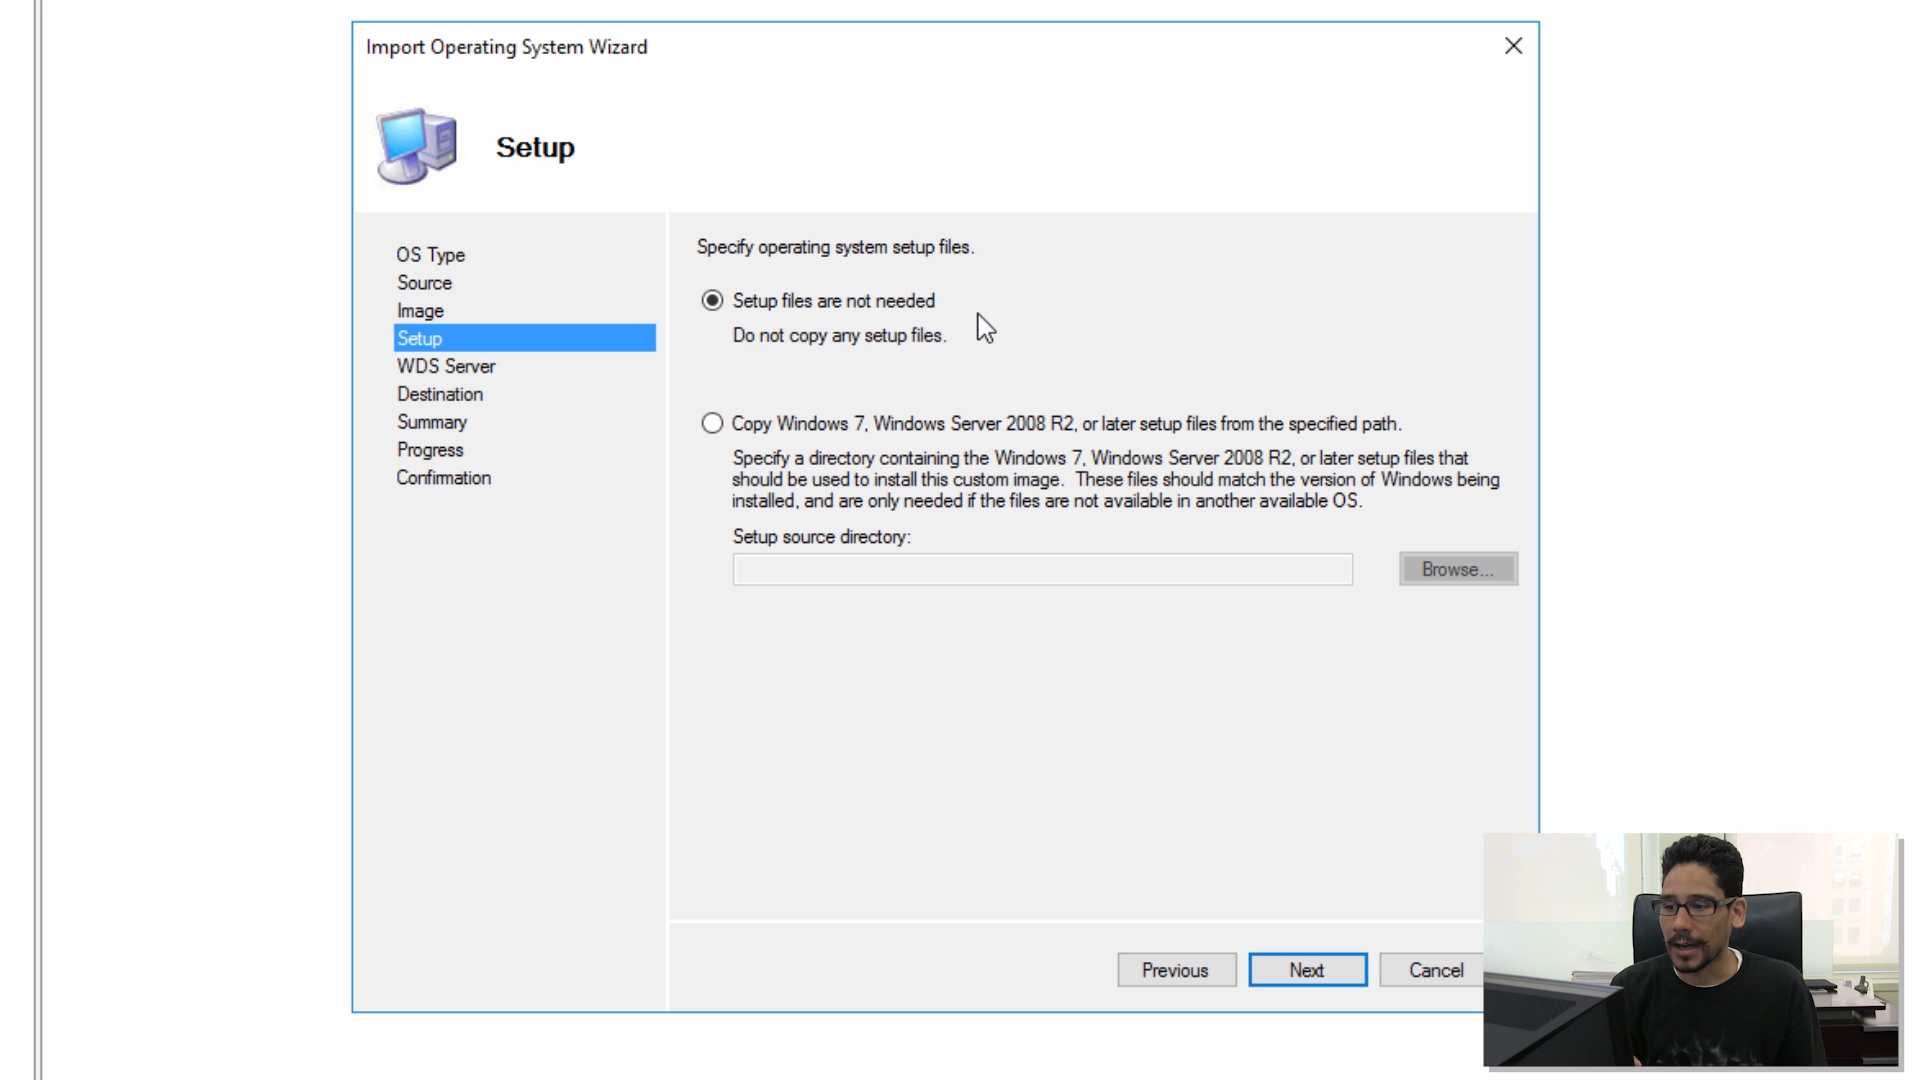 Import Operating System Wizard
Setup
OS Type
Source
Image
Setup
WDS Server
Destination
Summary
Progress
Confirmation
Specify operating system setup files.
Setup files are not needed
Do not copy any setup files.
Copy Windows 7, Windows Server 2008 R2, or later setup files from the specified path.
Specify a directory containing the Windows 7, Windows Server 2008 R2, or later setup files that
should be used to install this custom image.  These files should match the version of Windows being
installed, and are only needed if the files are not available in another available OS.
Setup source directory:
Browse...
Previous
Next
Cancel